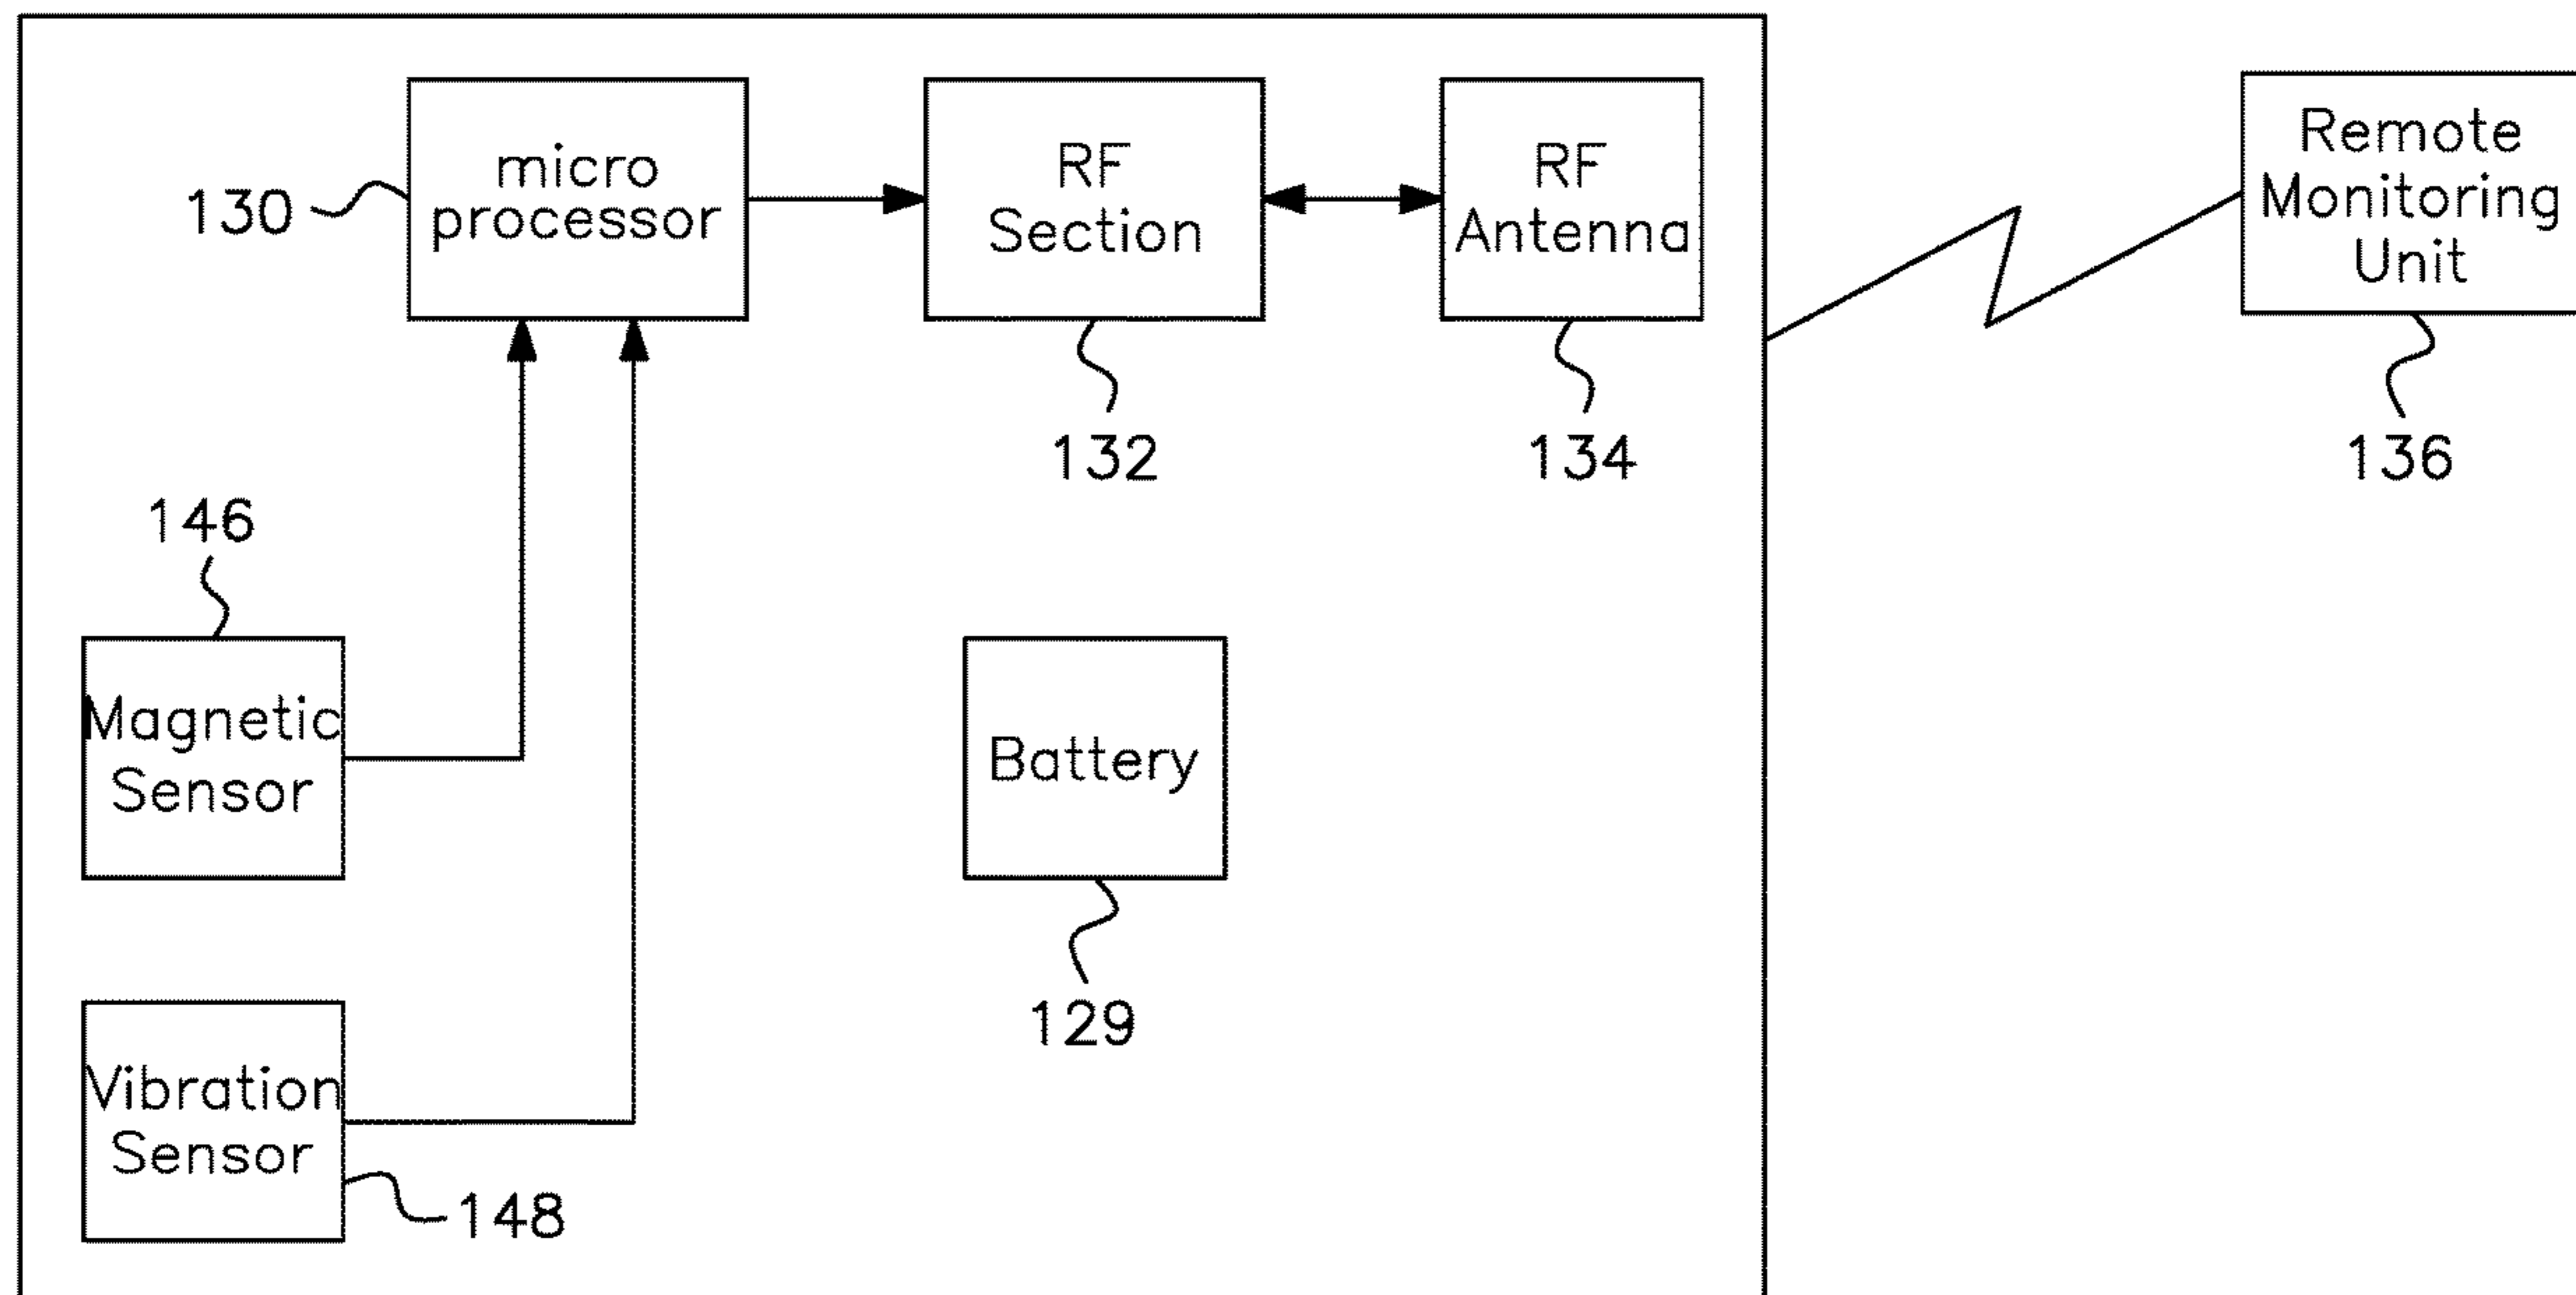 micro
processor
130
RF
Section
132
RF
Antenna
134
Remote
Monitoring
Unit
136
146
Magnetic
Sensor
Battery
129
Vibration
Sensor
148